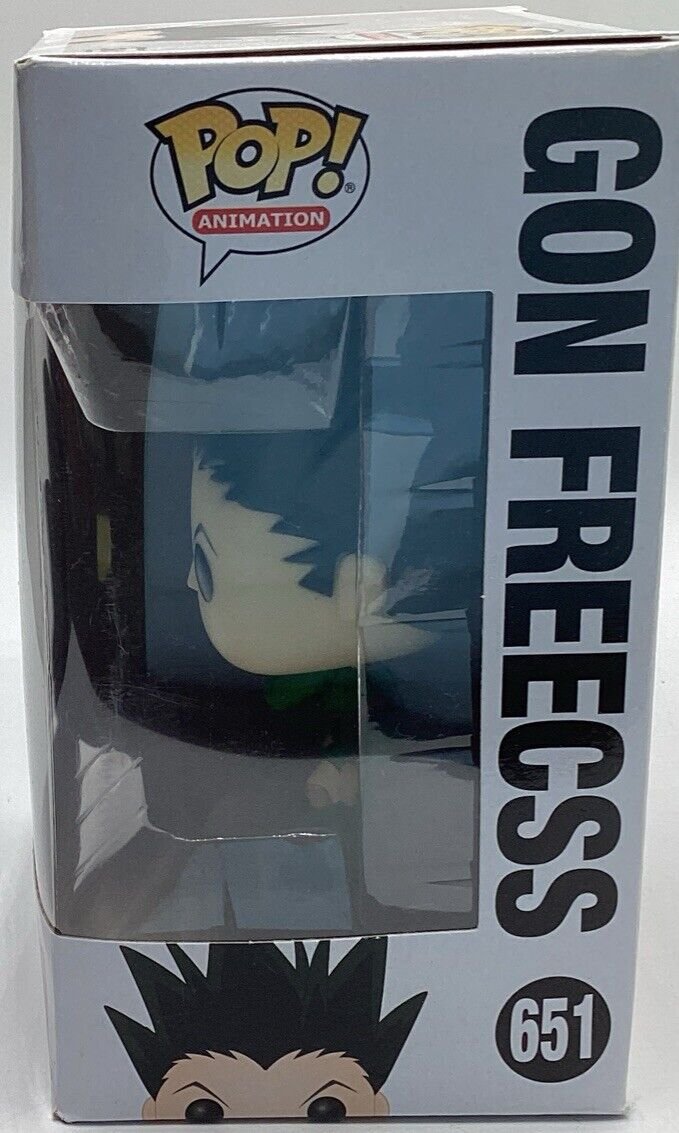 POP!®
ANIMATION
GON FREECSS
651